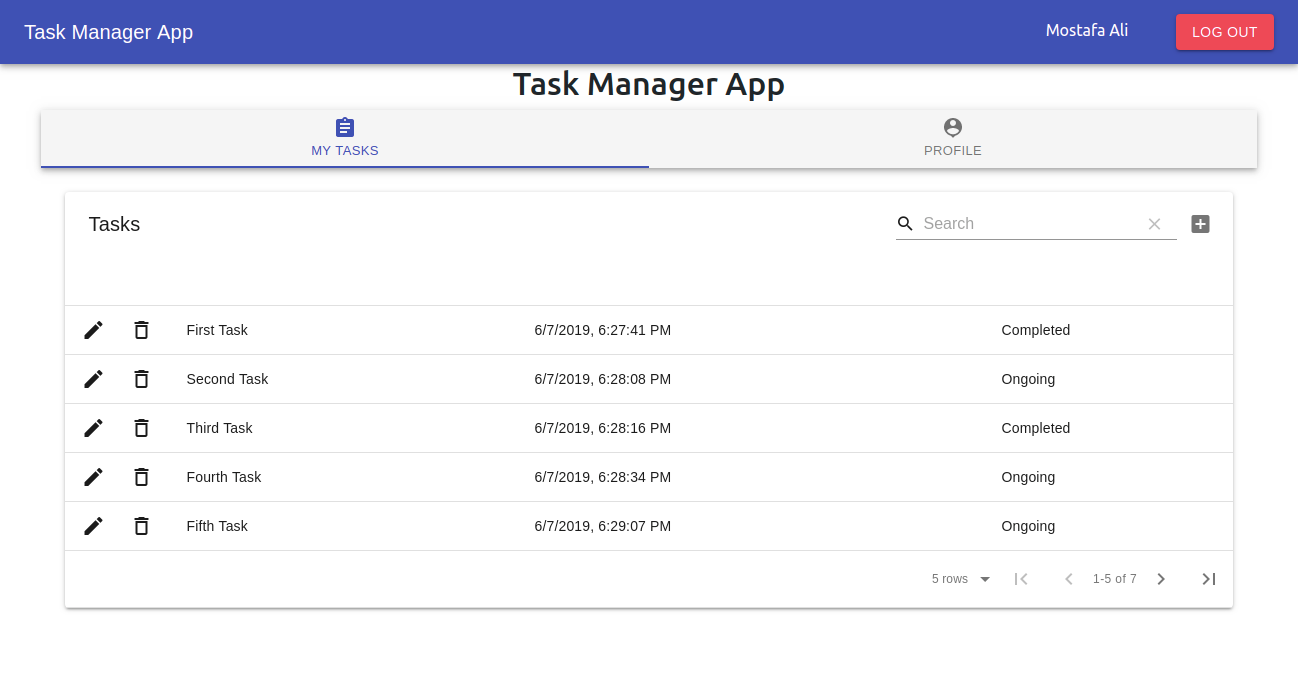 Task Manager App
Mostafa Ali
LOG OUT
Task Manager App
MY TASKS
PROFILE
Tasks
Search
First Task 6/7/2019, 6:27:41 PM Completed
Second Task 6/7/2019, 6:28:08 PM Ongoing
Third Task 6/7/2019, 6:28:16 PM Completed
Fourth Task 6/7/2019, 6:28:34 PM Ongoing
Fifth Task 6/7/2019, 6:29:07 PM Ongoing
5 rows 1-5 of 7